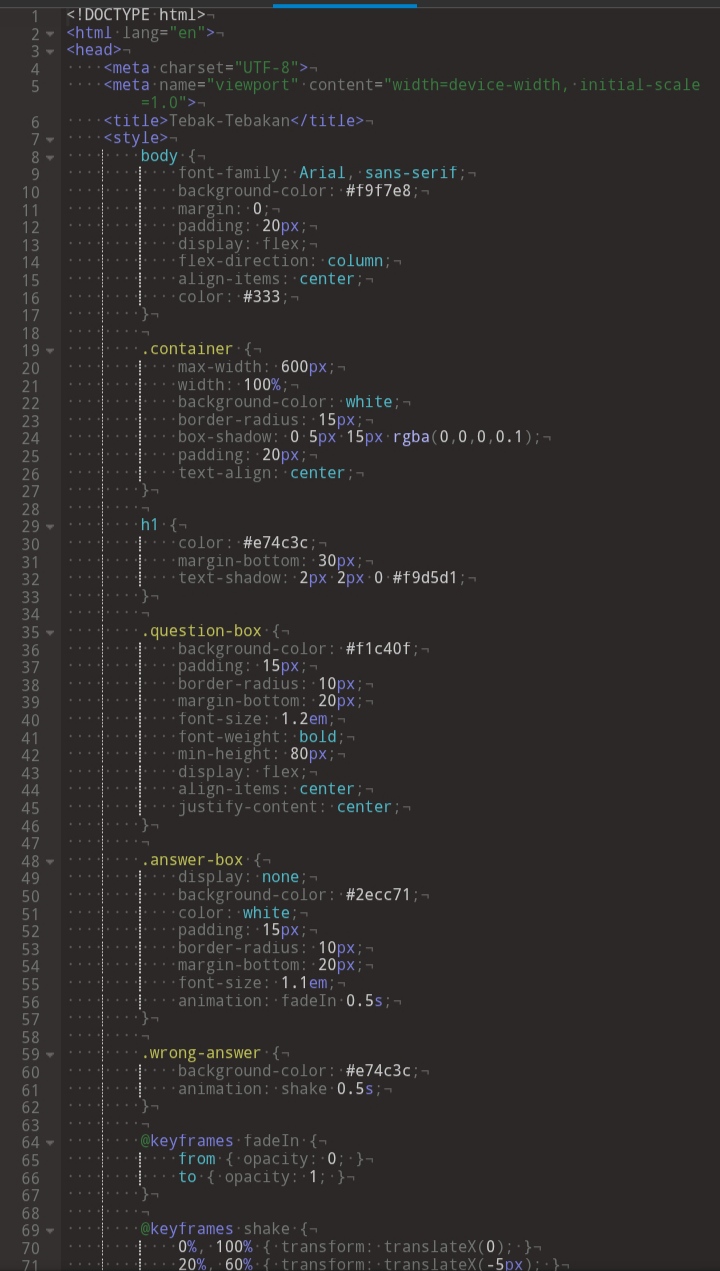 1 <!DOCTYPE html>
2 <html lang="en">
3 <head>
4     <meta charset="UTF-8">
5     <meta name="viewport" content="width=device-width, initial-scale
=1.0">
6     <title>Tebak-Tebakan</title>
7     <style>
8         body {
9             font-family: Arial, sans-serif;
10             background-color: #f9f7e8;
11             margin: 0;
12             padding: 20px;
13             display: flex;
14             flex-direction: column;
15             align-items: center;
16             color: #333;
17         }
18
19         .container {
20             max-width: 600px;
21             width: 100%;
22             background-color: white;
23             border-radius: 15px;
24             box-shadow: 0 5px 15px rgba(0,0,0,0.1);
25             padding: 20px;
26             text-align: center;
27         }
28
29         h1 {
30             color: #e74c3c;
31             margin-bottom: 30px;
32             text-shadow: 2px 2px 0 #f9d5d1;
33         }
34
35         .question-box {
36             background-color: #f1c40f;
37             padding: 15px;
38             border-radius: 10px;
39             margin-bottom: 20px;
40             font-size: 1.2em;
41             font-weight: bold;
42             min-height: 80px;
43             display: flex;
44             align-items: center;
45             justify-content: center;
46         }
47
48         .answer-box {
49             display: none;
50             background-color: #2ecc71;
51             color: white;
52             padding: 15px;
53             border-radius: 10px;
54             margin-bottom: 20px;
55             font-size: 1.1em;
56             animation: fadeIn 0.5s;
57         }
58
59         .wrong-answer {
60             background-color: #e74c3c;
61             animation: shake 0.5s;
62         }
63
64         @keyframes fadeIn {
65             from { opacity: 0; }
66             to { opacity: 1; }
67         }
68
69         @keyframes shake {
70             0%, 100% { transform: translateX(0); }
71             20%, 60% { transform: translateX(-5px); }